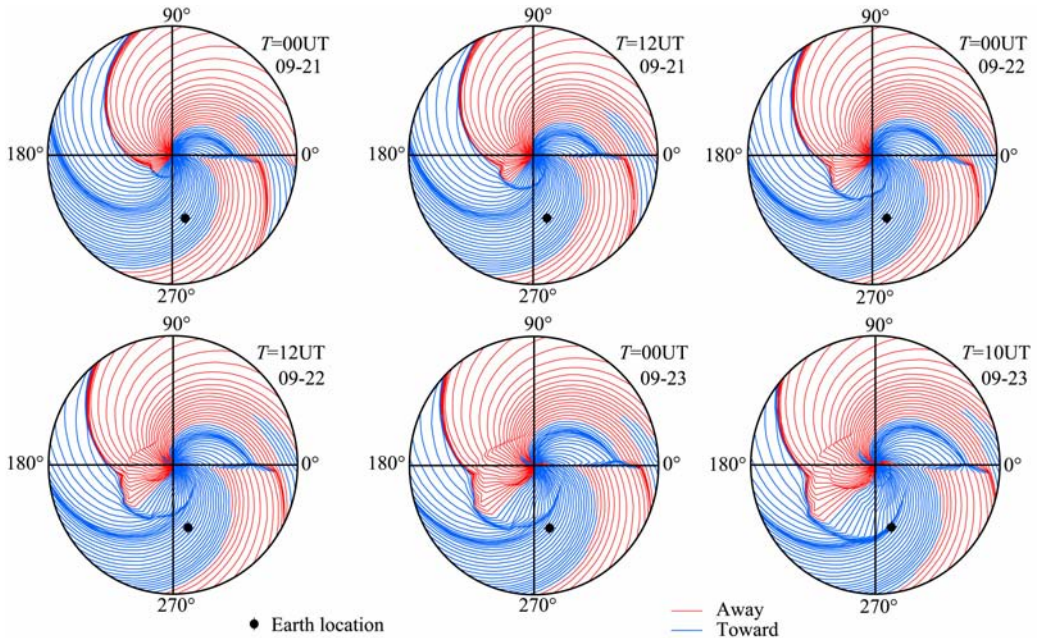 90° 90° 90°
T=00UT T=12UT T=00UT
09-21 09-21 09-22
180° 0° 180° 0° 180° 0°
270° 270° 270°
90° 90° 90°
T=12UT T=00UT T=10UT
09-22 09-23 09-23
180° 0° 180° 0° 180° 0°
270° 270° 270°
Earth location
Away
Toward